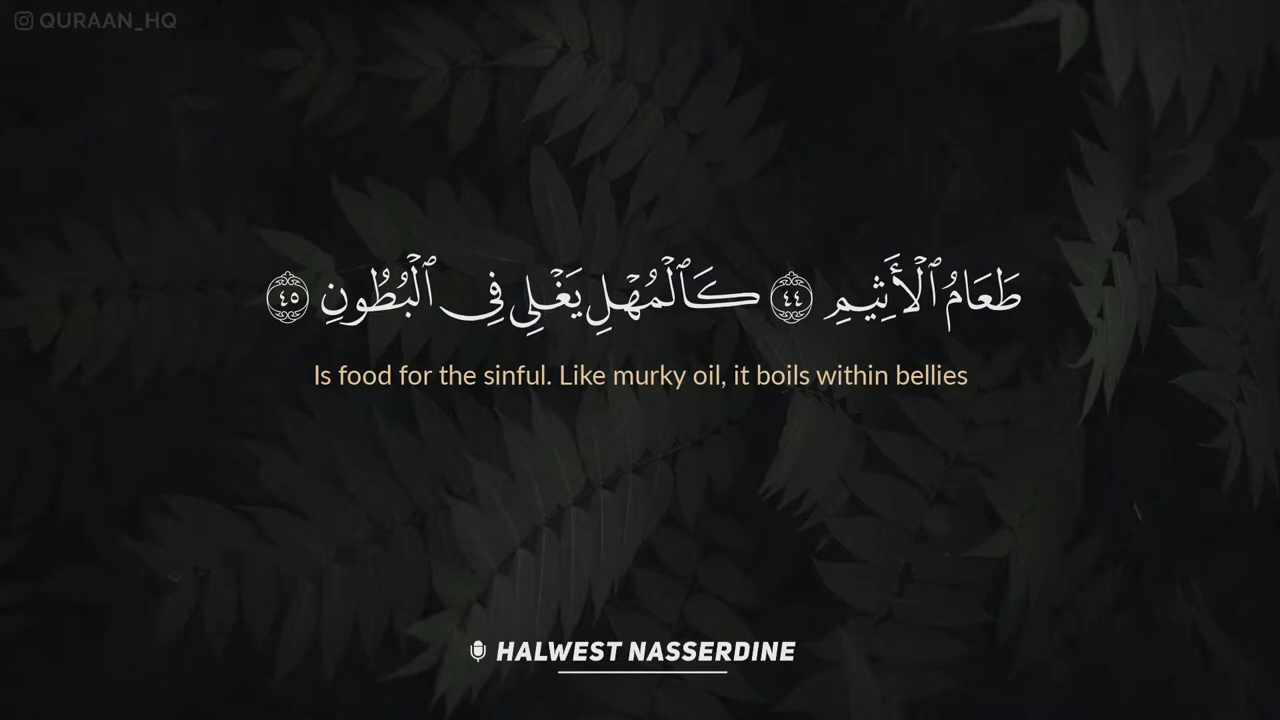 QURAAN_HQ
طَعَامُ ٱلْأَثِيمِ ٤٤ كَٱلْمُهْلِ يَغْلِى فِى ٱلْبُطُونِ ٤٥
Is food for the sinful. Like murky oil, it boils within bellies
HALWEST NASSERDINE